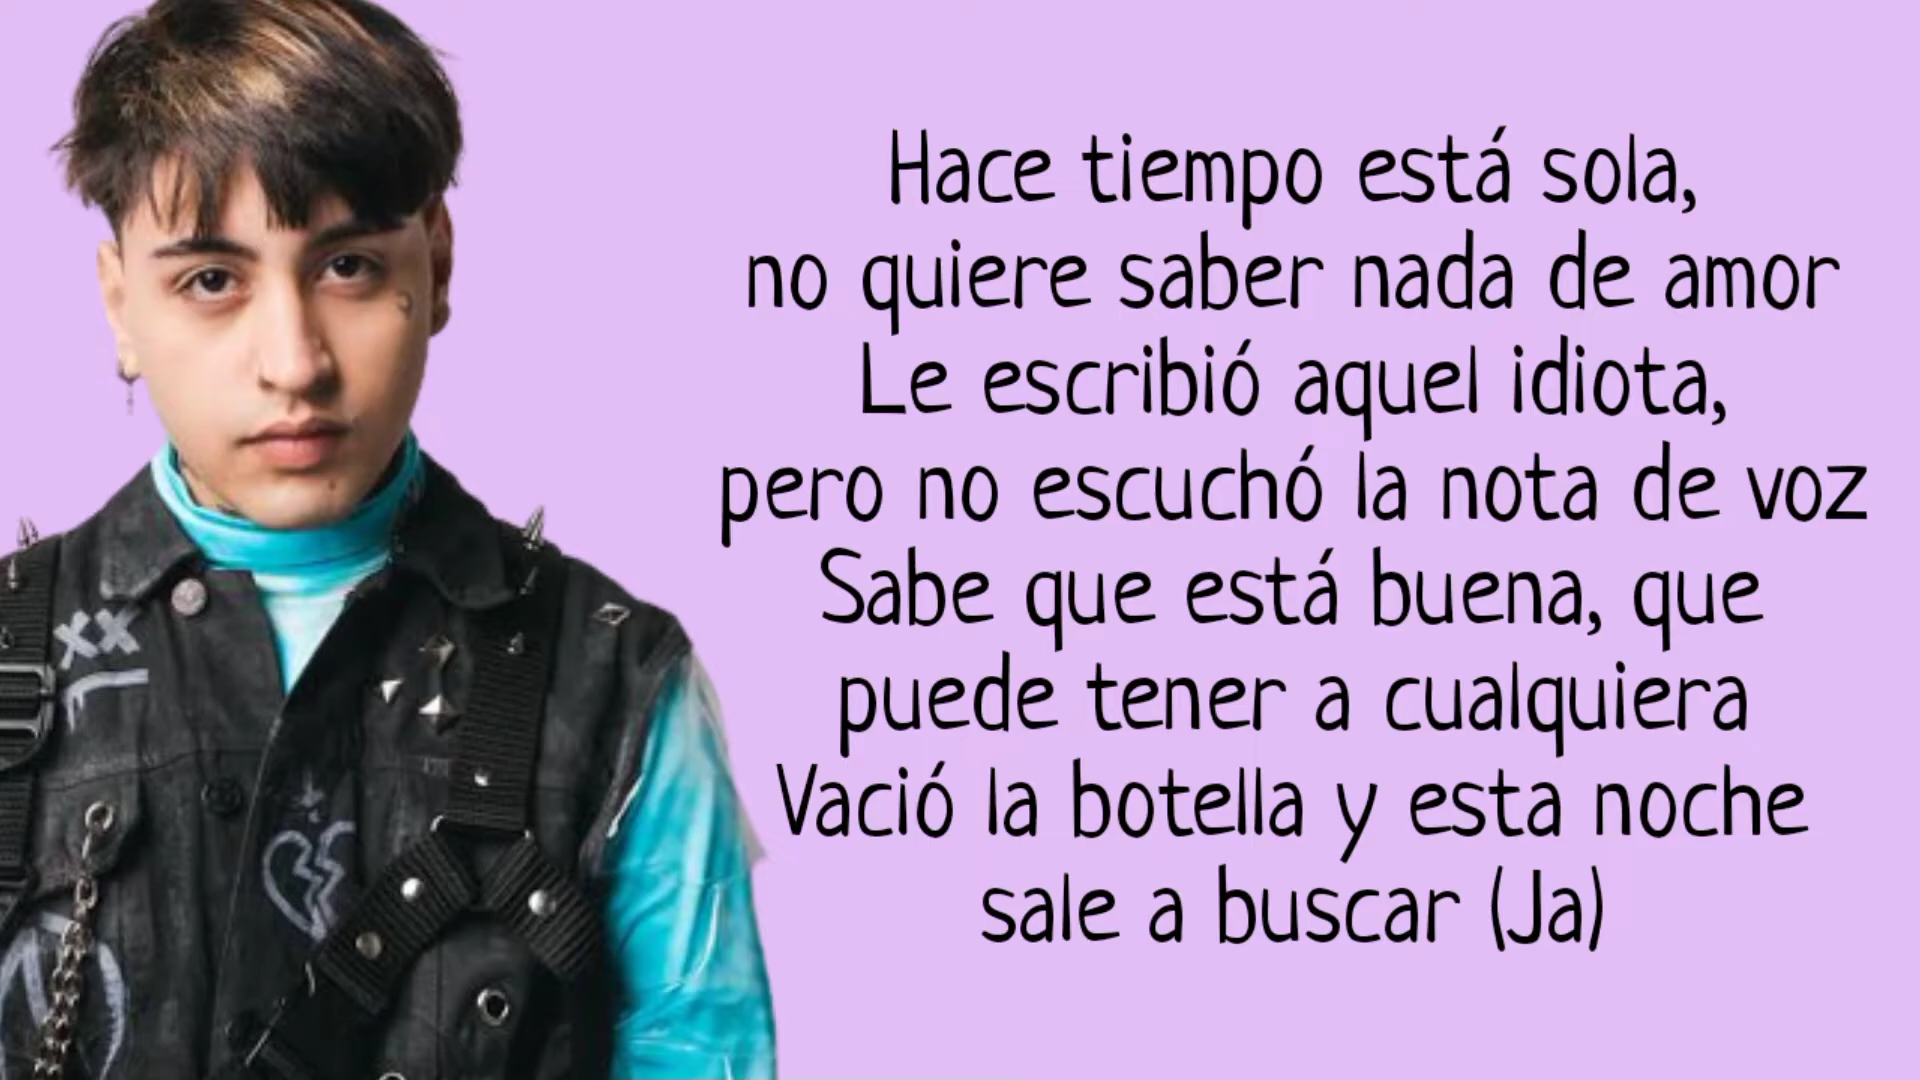 Hace tiempo está sola,
no quiere saber nada de amor
Le escribió aquel idiota,
pero no escuchó la nota de voz
Sabe que está buena, que
puede tener a cualquiera
Vació la botella y esta noche
sale a buscar (Ja)
XX